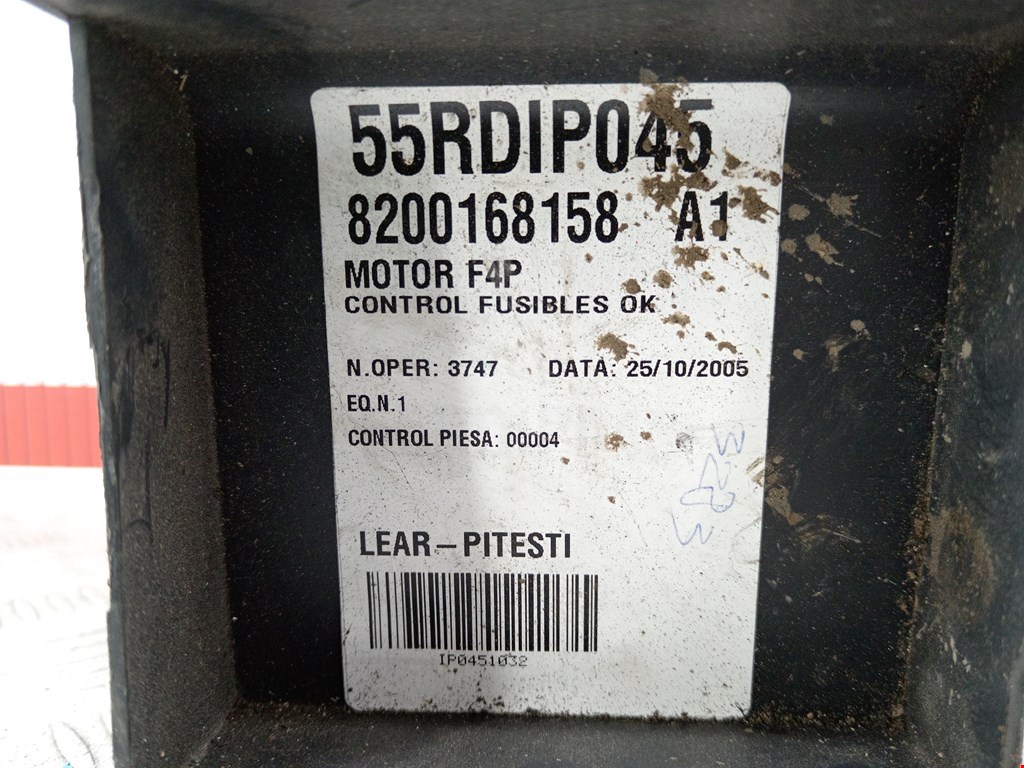 55RDIP045
8200168158 A1
MOTOR F4P
CONTROL FUSIBLES OK
N.OPER: 3747 DATA: 25/10/2005
EQ.N.1
CONTROL PIESA: 00004
LEAR-PITESTI
IP0451032